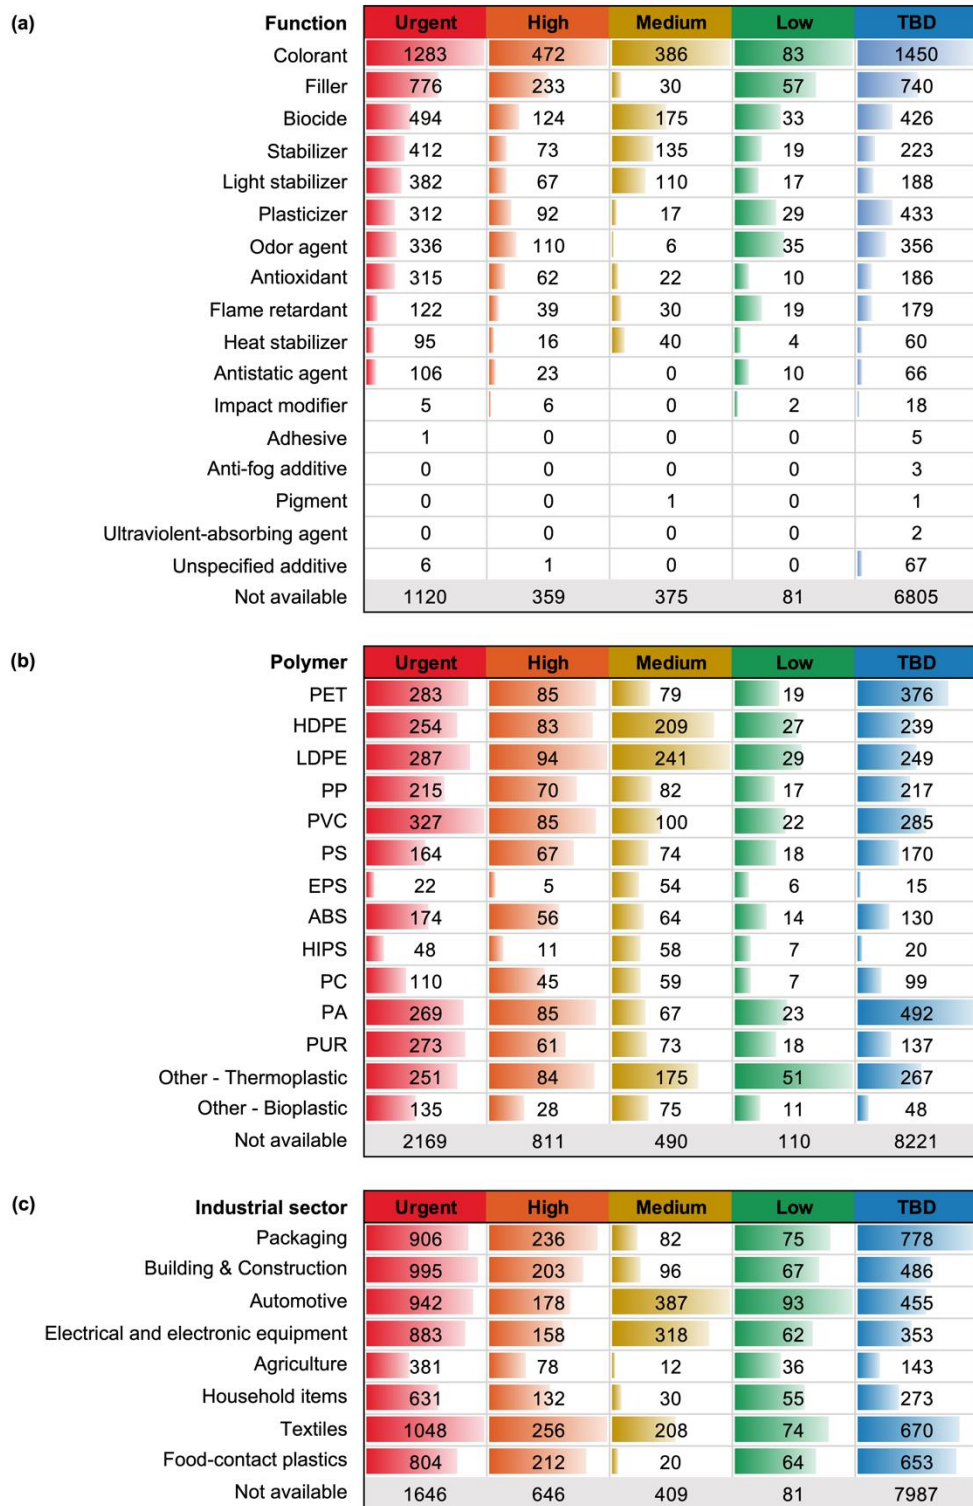 (a) Function Urgent High Medium Low TBD
Colorant 1283 472 386 83 1450
Filler 776 233 30 57 740
Biocide 494 124 175 33 426
Stabilizer 412 73 135 19 223
Light stabilizer 382 67 110 17 188
Plasticizer 312 92 17 29 433
Odor agent 336 110 6 35 356
Antioxidant 315 62 22 10 186
Flame retardant 122 39 30 19 179
Heat stabilizer 95 16 40 4 60
Antistatic agent 106 23 0 10 66
Impact modifier 5 6 0 2 18
Adhesive 1 0 0 0 5
Anti-fog additive 0 0 0 0 3
Pigment 0 0 1 0 1
Ultraviolent-absorbing agent 0 0 0 0 2
Unspecified additive 6 1 0 0 67
Not available 1120 359 375 81 6805
(b) Polymer Urgent High Medium Low TBD
PET 283 85 79 19 376
HDPE 254 83 209 27 239
LDPE 287 94 241 29 249
PP 215 70 82 17 217
PVC 327 85 100 22 285
PS 164 67 74 18 170
EPS 22 5 54 6 15
ABS 174 56 64 14 130
HIPS 48 11 58 7 20
PC 110 45 59 7 99
PA 269 85 67 23 492
PUR 273 61 73 18 137
Other - Thermoplastic 251 84 175 51 267
Other - Bioplastic 135 28 75 11 48
Not available 2169 811 490 110 8221
(c) Industrial sector Urgent High Medium Low TBD
Packaging 906 236 82 75 778
Building & Construction 995 203 96 67 486
Automotive 942 178 387 93 455
Electrical and electronic equipment 883 158 318 62 353
Agriculture 381 78 12 36 143
Household items 631 132 30 55 273
Textiles 1048 256 208 74 670
Food-contact plastics 804 212 20 64 653
Not available 1646 646 409 81 7987